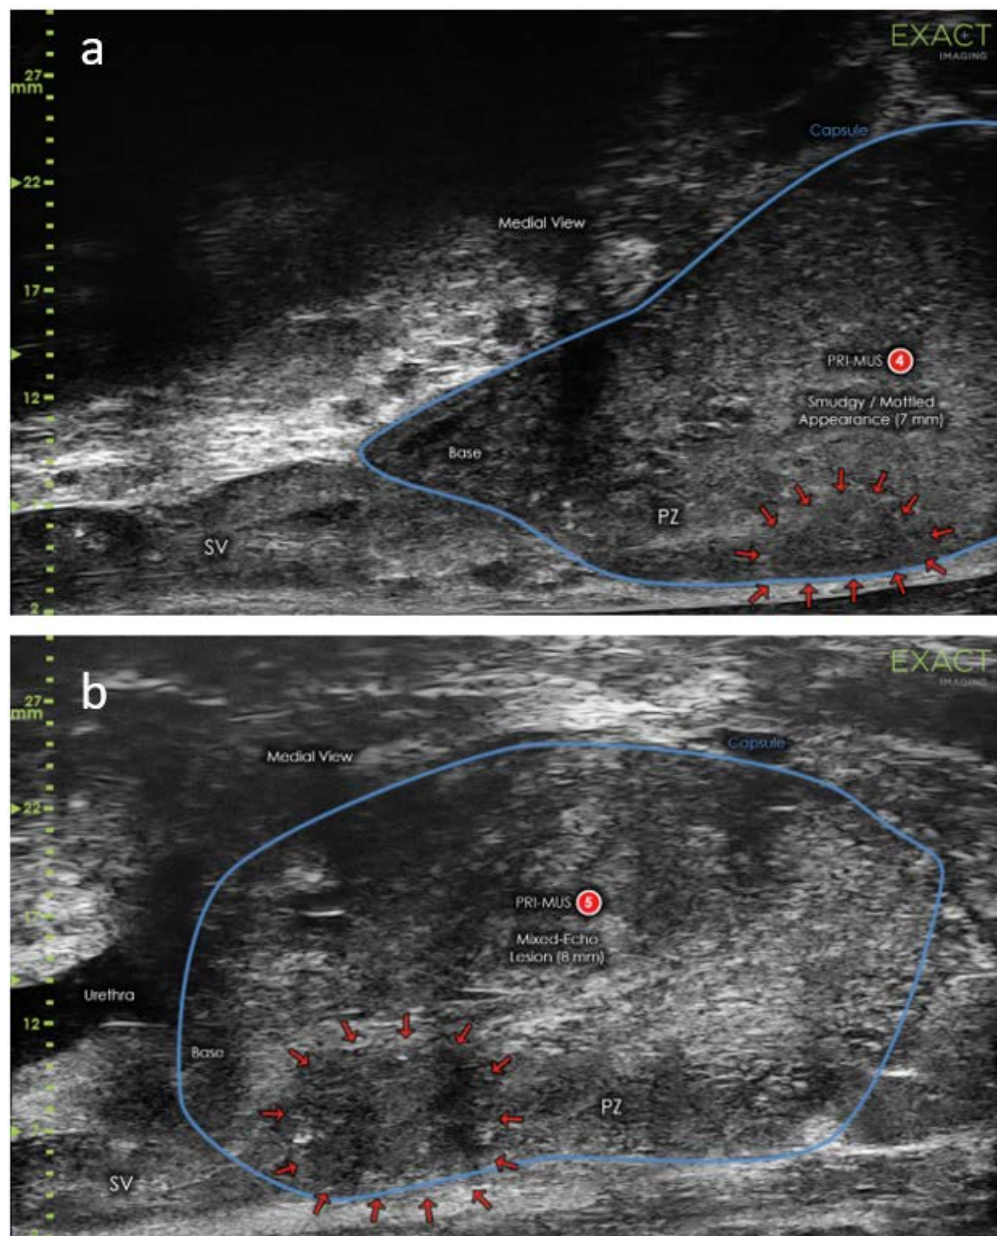 a
EXACT
IMAGING
27
mm
Capsule
22
Medial View
17
PRI-MUS 4
12
Smudgy / Mottled
Appearance (7 mm)
Base
PZ
SV
2
b
EXACT
IMAGING
27
mm
Capsule
Medial View
22
PRI-MUS 5
Mixed-Echo
Lesion (8 mm)
Urethra
12
Base
PZ
SV